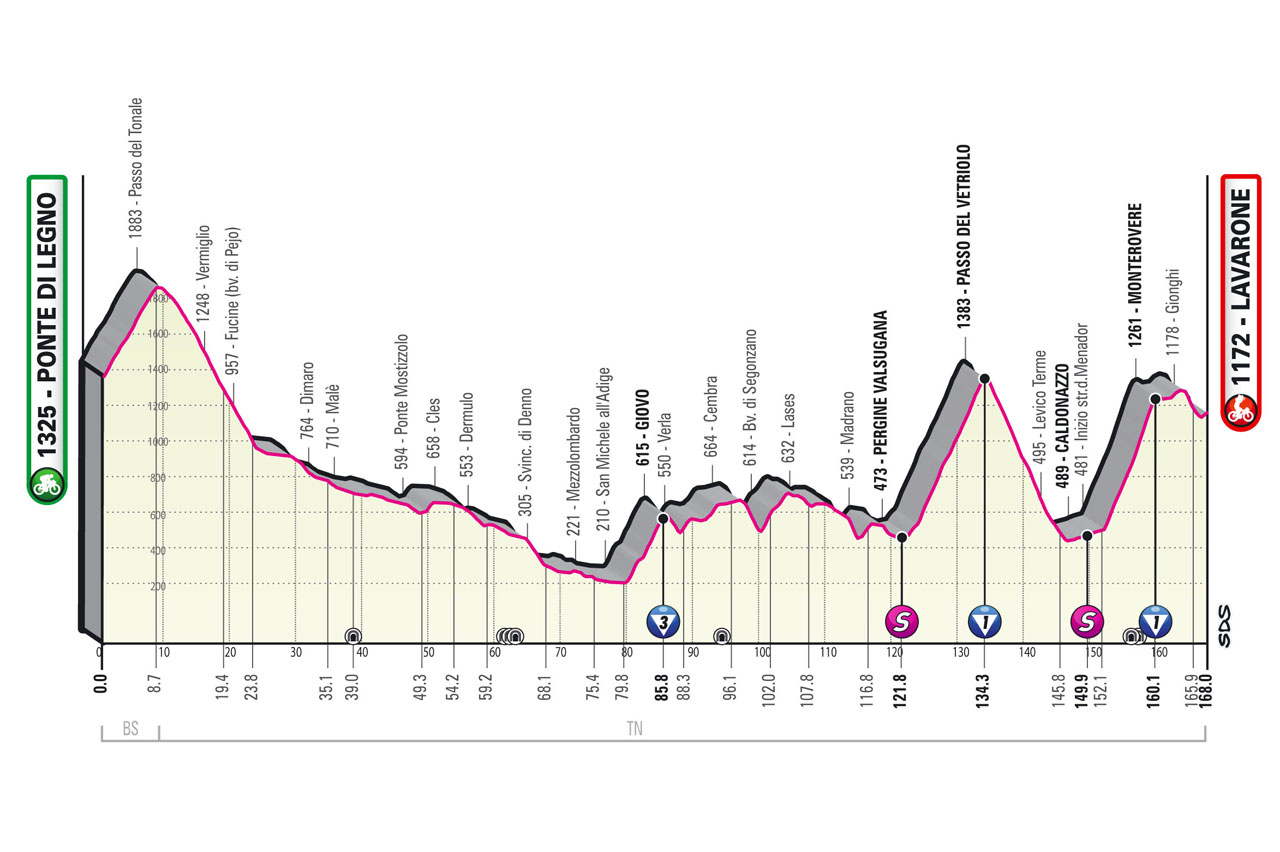 1325 - PONTE DI LEGNO
1883 - Passo del Tonale
1248 - Vermiglio
957 - Fucine (bv. di Pejo)
764 - Dimaro
710 - Malè
594 - Ponte Mostizzolo
658 - Cles
553 - Dermulo
305 - Svinc. di Denno
221 - Mezzolombardo
210 - San Michele all'Adige
615 - GIOVO
550 - Verla
664 - Cembra
614 - Bv. di Segonzano
632 - Lases
539 - Madrano
473 - PERGINE VALSUGANA
1383 - PASSO DEL VETRIOLO
495 - Levico Terme
489 - CALDONAZZO
481 - Inizio str.d.Menador
1261 - MONTEROVERE
1178 - Gionghi
1172 - LAVARONE
1800
1600
1400
1200
1000
800
600
400
200
3 S 1 S 1
SDS
0 10 20 30 40 50 60 70 80 90 100 110 120 130 140 150 160
0.0 8.7 19.4 23.8 35.1 39.0 49.3 54.2 59.2 68.1 75.4 79.8 85.8 88.3 96.1 102.0 107.8 116.8 121.8 134.3 145.8 149.9 152.1 160.1 165.9 168.0
BS TN